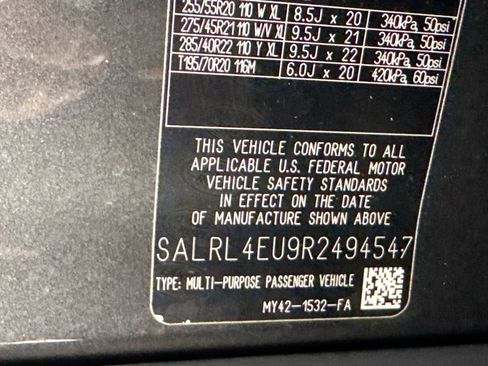 255/55R20 110 W XL 8.5J x 20 340kPa, 50psi
275/45R21 110 W/V XL 9.5J x 21 340kPa, 50psi
285/40R22 110 Y XL 9.5J x 22 340kPa, 50psi
T195/70R20 116M 6.0J x 20 420kPa, 60psi
THIS VEHICLE CONFORMS TO ALL
APPLICABLE U.S. FEDERAL MOTOR
VEHICLE SAFETY STANDARDS
IN EFFECT ON THE DATE
OF MANUFACTURE SHOWN ABOVE
SALRL4EU9R2494547
TYPE: MULTI-PURPOSE PASSENGER VEHICLE
MY42-1532-FA